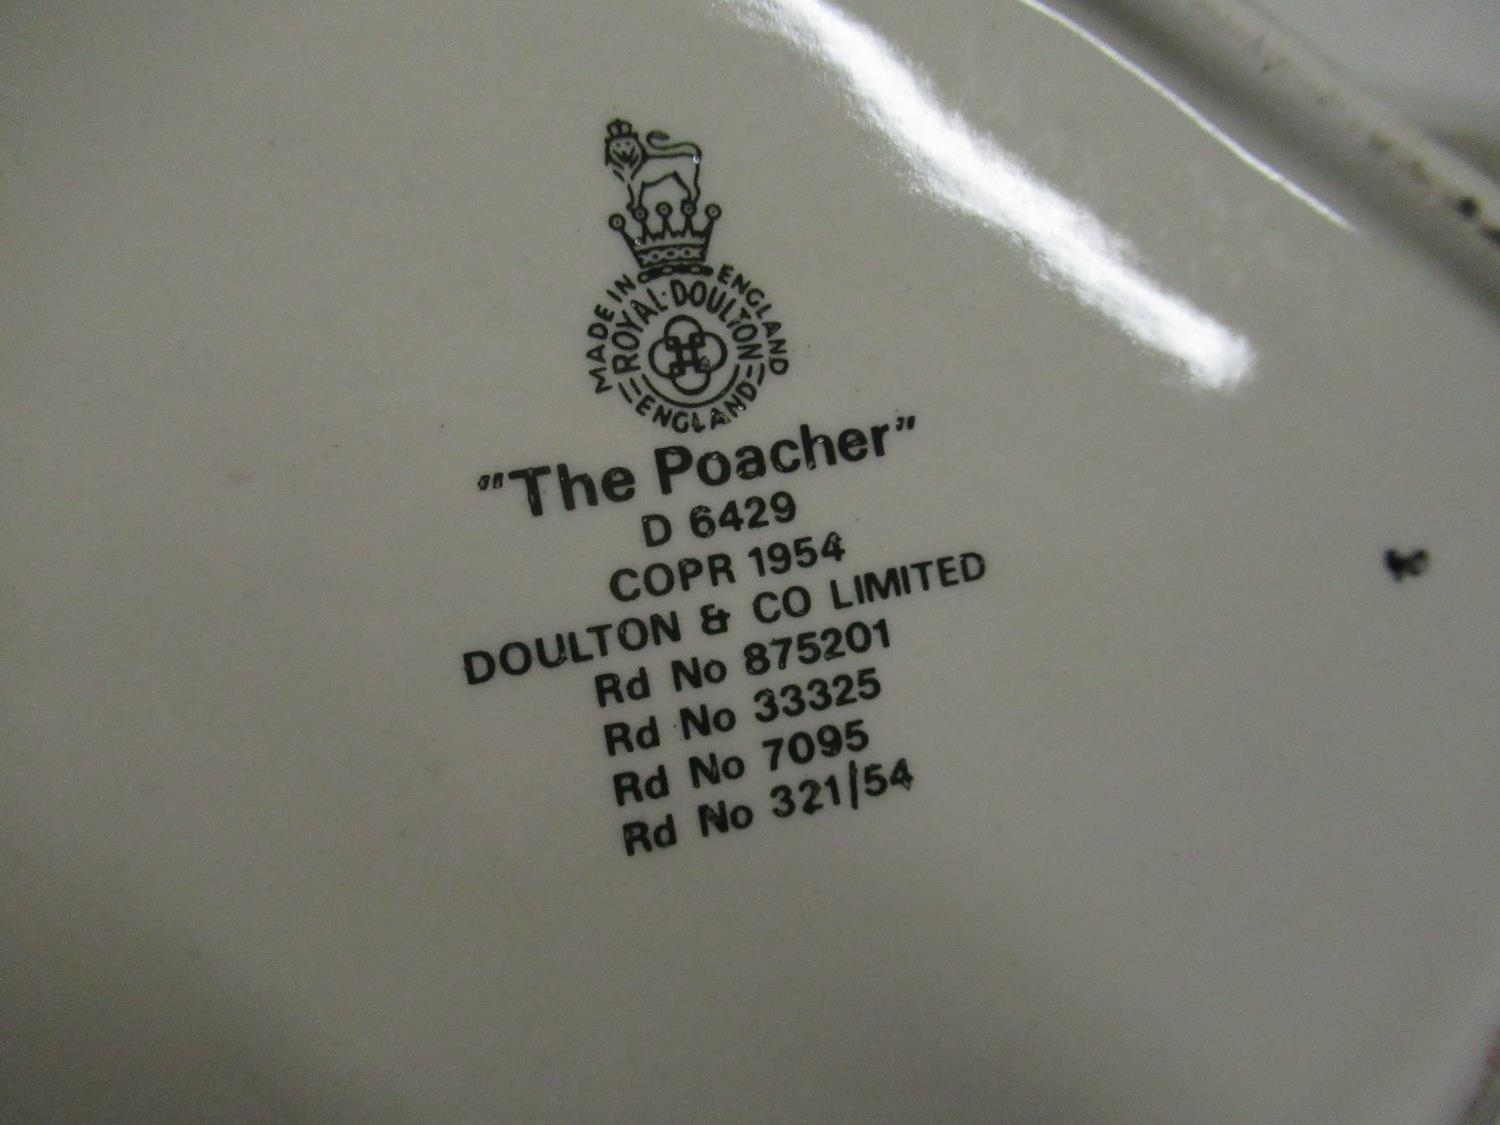 MADE IN ENGLAND
ROYAL·DOULTON
ENGLAND
"The Poacher"
D 6429
COPR 1954
DOULTON & CO LIMITED
Rd No 875201
Rd No 33325
Rd No 7095
Rd No 321/54